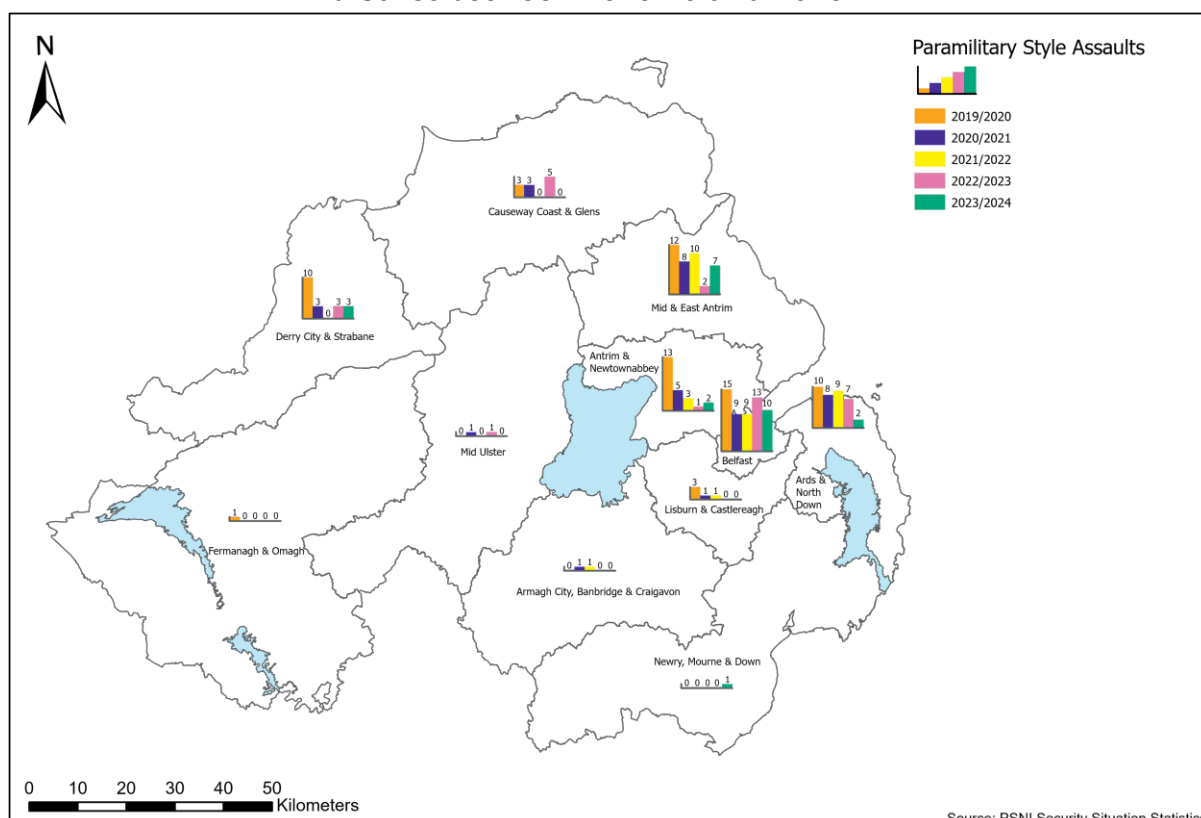 N
Paramilitary Style Assaults
2019/2020
2020/2021
2021/2022
2022/2023
2023/2024
3 3 0 5 0
Causeway Coast & Glens
12 8 10 2 7
Mid & East Antrim
10 3 0 3 3
Derry City & Strabane
Antrim &
Newtownabbey
13 5 3 1 2
15 9 9 13 10
Belfast
10 8 9 7 2
Ards &
North
Down
0 1 0 1 0
Mid Ulster
3 1 1 0 0
Lisburn & Castlereagh
1 0 0 0 0
Fermanagh & Omagh
0 1 1 0 0
Armagh City, Banbridge & Craigavon
Newry, Mourne & Down
0 0 0 0 1
0 10 20 30 40 50
Kilometers
Source: PSNI Security Situation Statistics